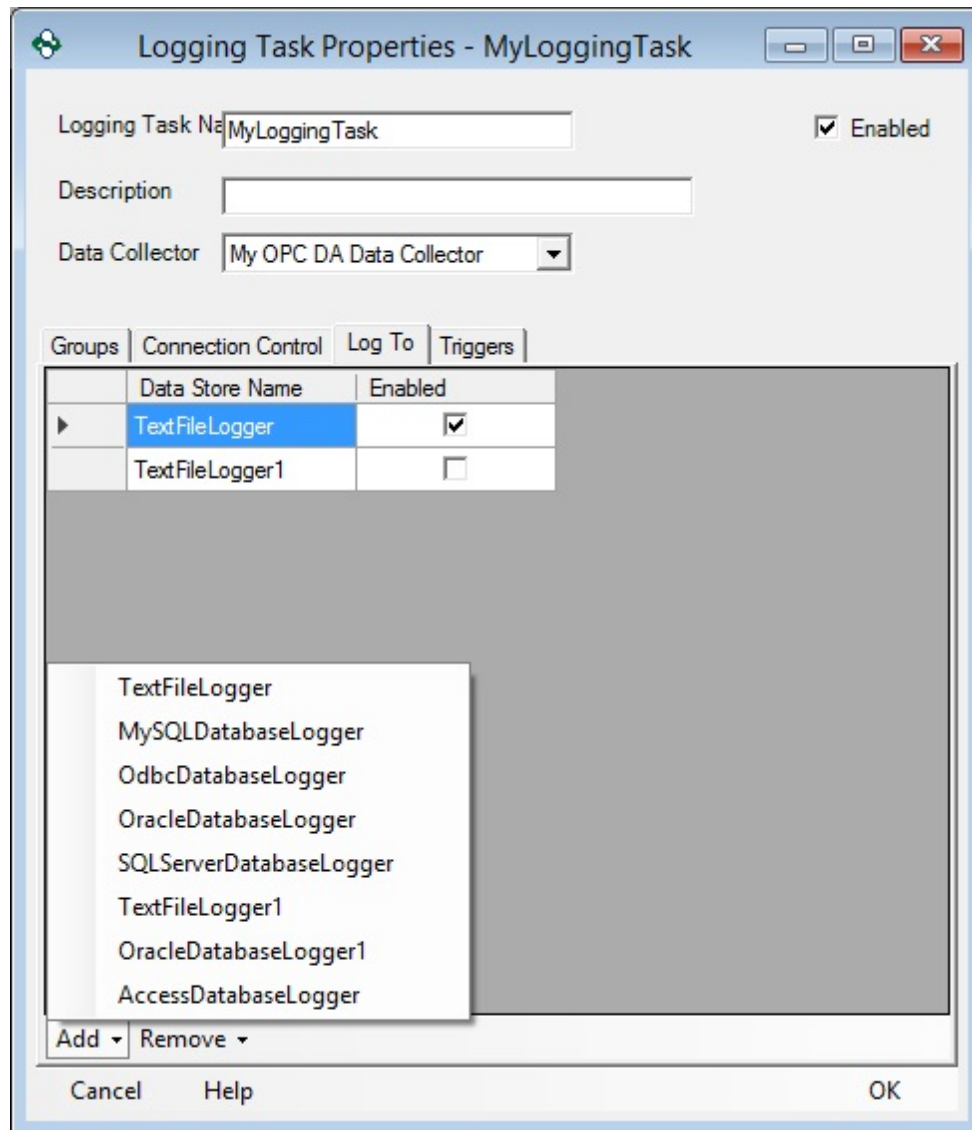 Logging Task Properties - MyLoggingTask
Logging Task Na MyLoggingTask Enabled
Description
Data Collector My OPC DA Data Collector
Groups Connection Control Log To Triggers
Data Store Name Enabled
TextFileLogger
TextFileLogger1
TextFileLogger
MySQLDatabaseLogger
OdbcDatabaseLogger
OracleDatabaseLogger
SQLServerDatabaseLogger
TextFileLogger1
OracleDatabaseLogger1
AccessDatabaseLogger
Add Remove
Cancel Help OK